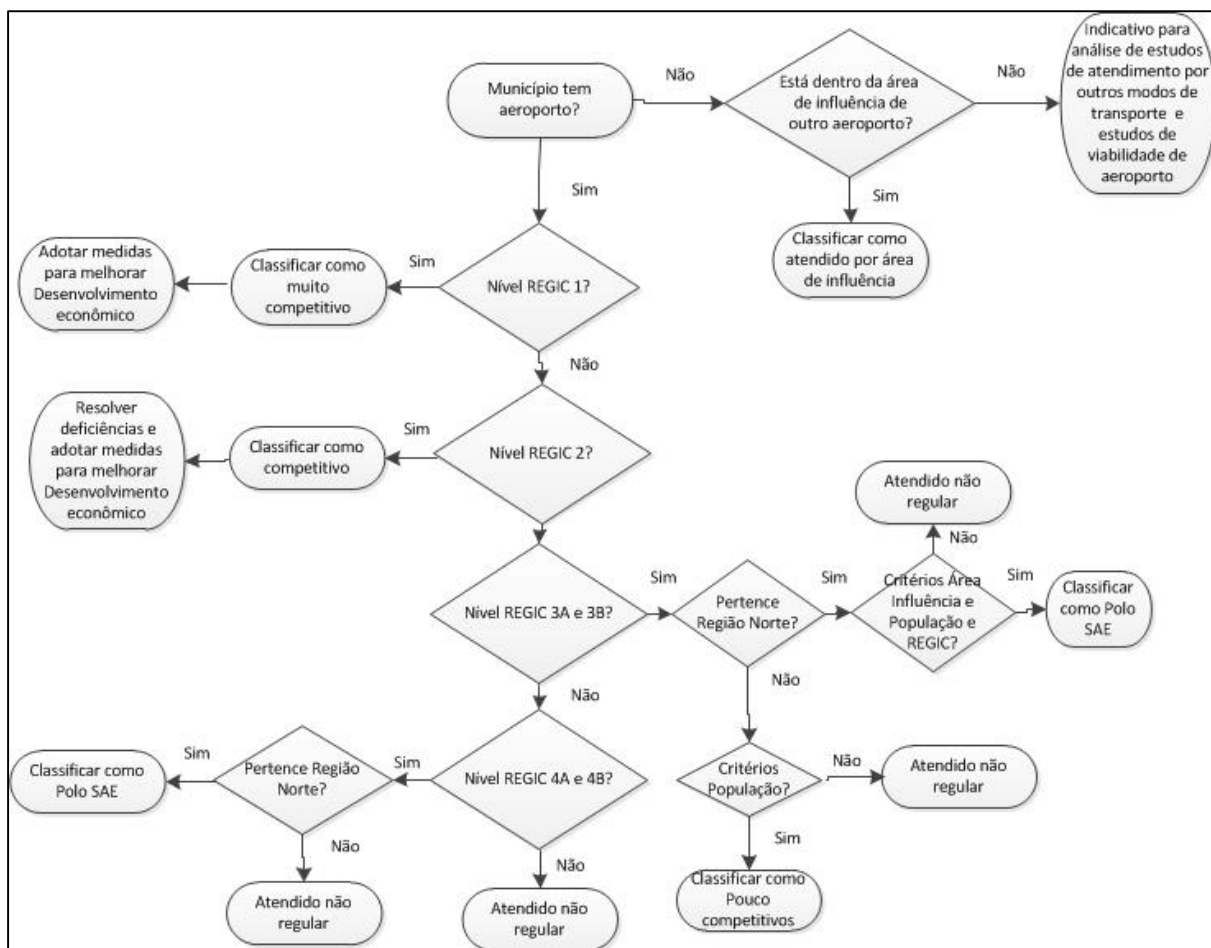 Município tem
aeroporto?
Não
Está dentro da área
de influência de
outro aeroporto?
Não
Indicativo para
análise de estudos
de atendimento por
outros modos de
transporte e
estudos de
viabilidade de
aeroporto
Sim
Sim
Classificar como
atendido por área
de influência
Nível REGIC 1?
Sim
Classificar como
muito
competitivo
Adotar medidas
para melhorar
Desenvolvimento
econômico
Não
Nível REGIC 2?
Sim
Classificar como
competitivo
Resolver
deficiências e
adotar medidas
para melhorar
Desenvolvimento
econômico
Não
Nível REGIC 3A e 3B?
Sim
Pertence
Região Norte?
Sim
Critérios Área
Influência e
População e
REGIC?
Não
Atendido não
regular
Sim
Classificar
como Polo
SAE
Não
Critérios
População?
Não
Atendido não
regular
Sim
Classificar como
Pouco
competitivos
Não
Nível REGIC 4A e 4B?
Sim
Pertence Região
Norte?
Sim
Classificar como
Polo SAE
Não
Atendido não
regular
Não
Atendido não
regular